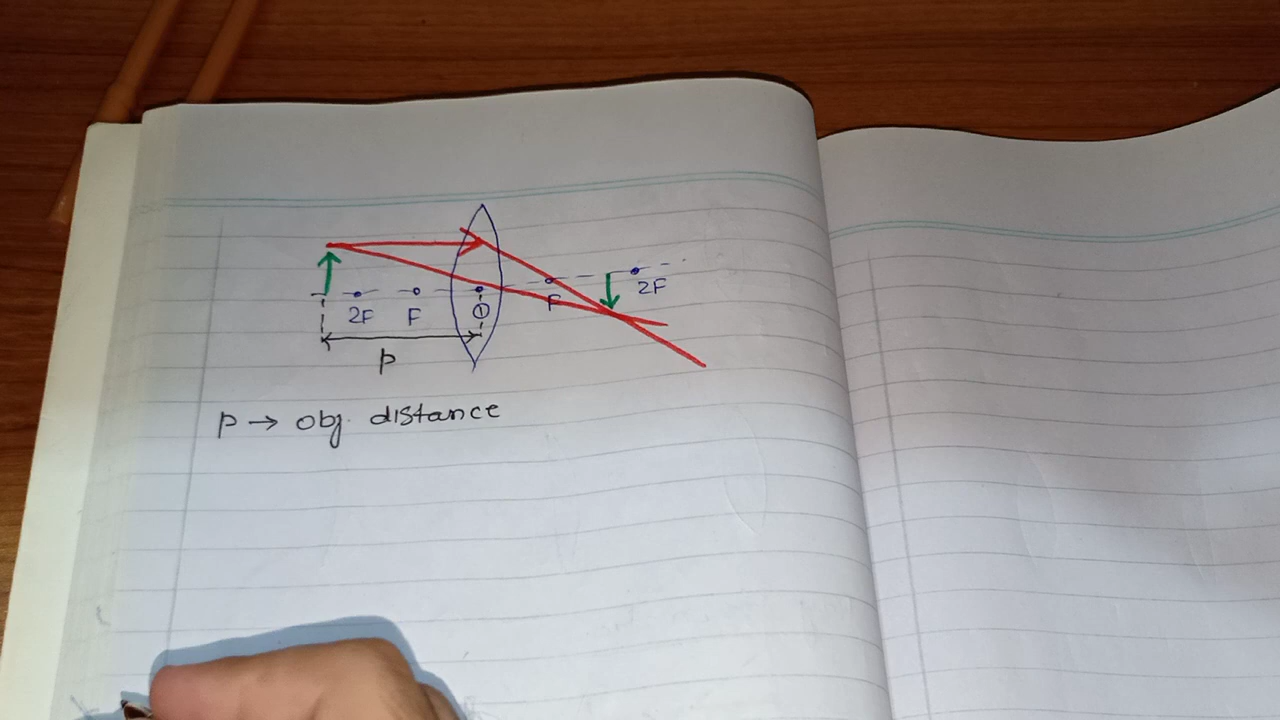 2F F O F 2F
p
p → obj. distance